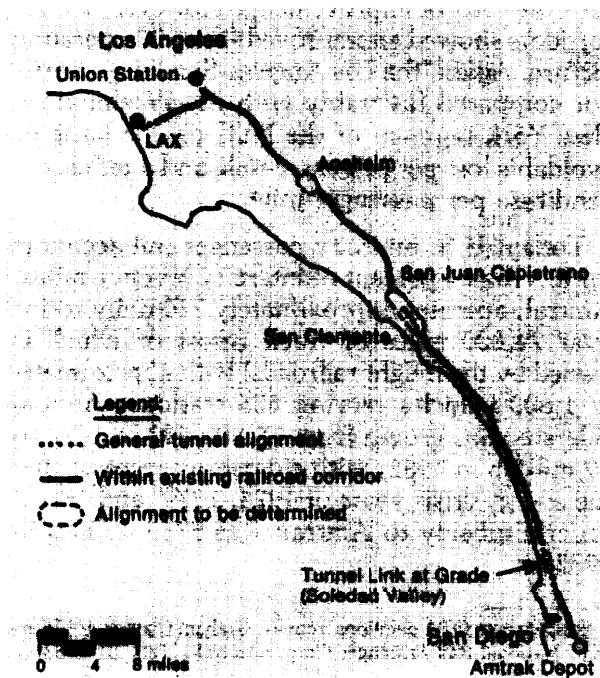 Los Angeles
Union Station
LAX
Anaheim
San Juan Capistrano
San Clemente
Legend
General tunnel alignment
Within existing railroad corridor
Alignment to be determined
Tunnel Link at Grade
(Soledad Valley)
San Diego
Amtrak Depot
0 4 8 miles